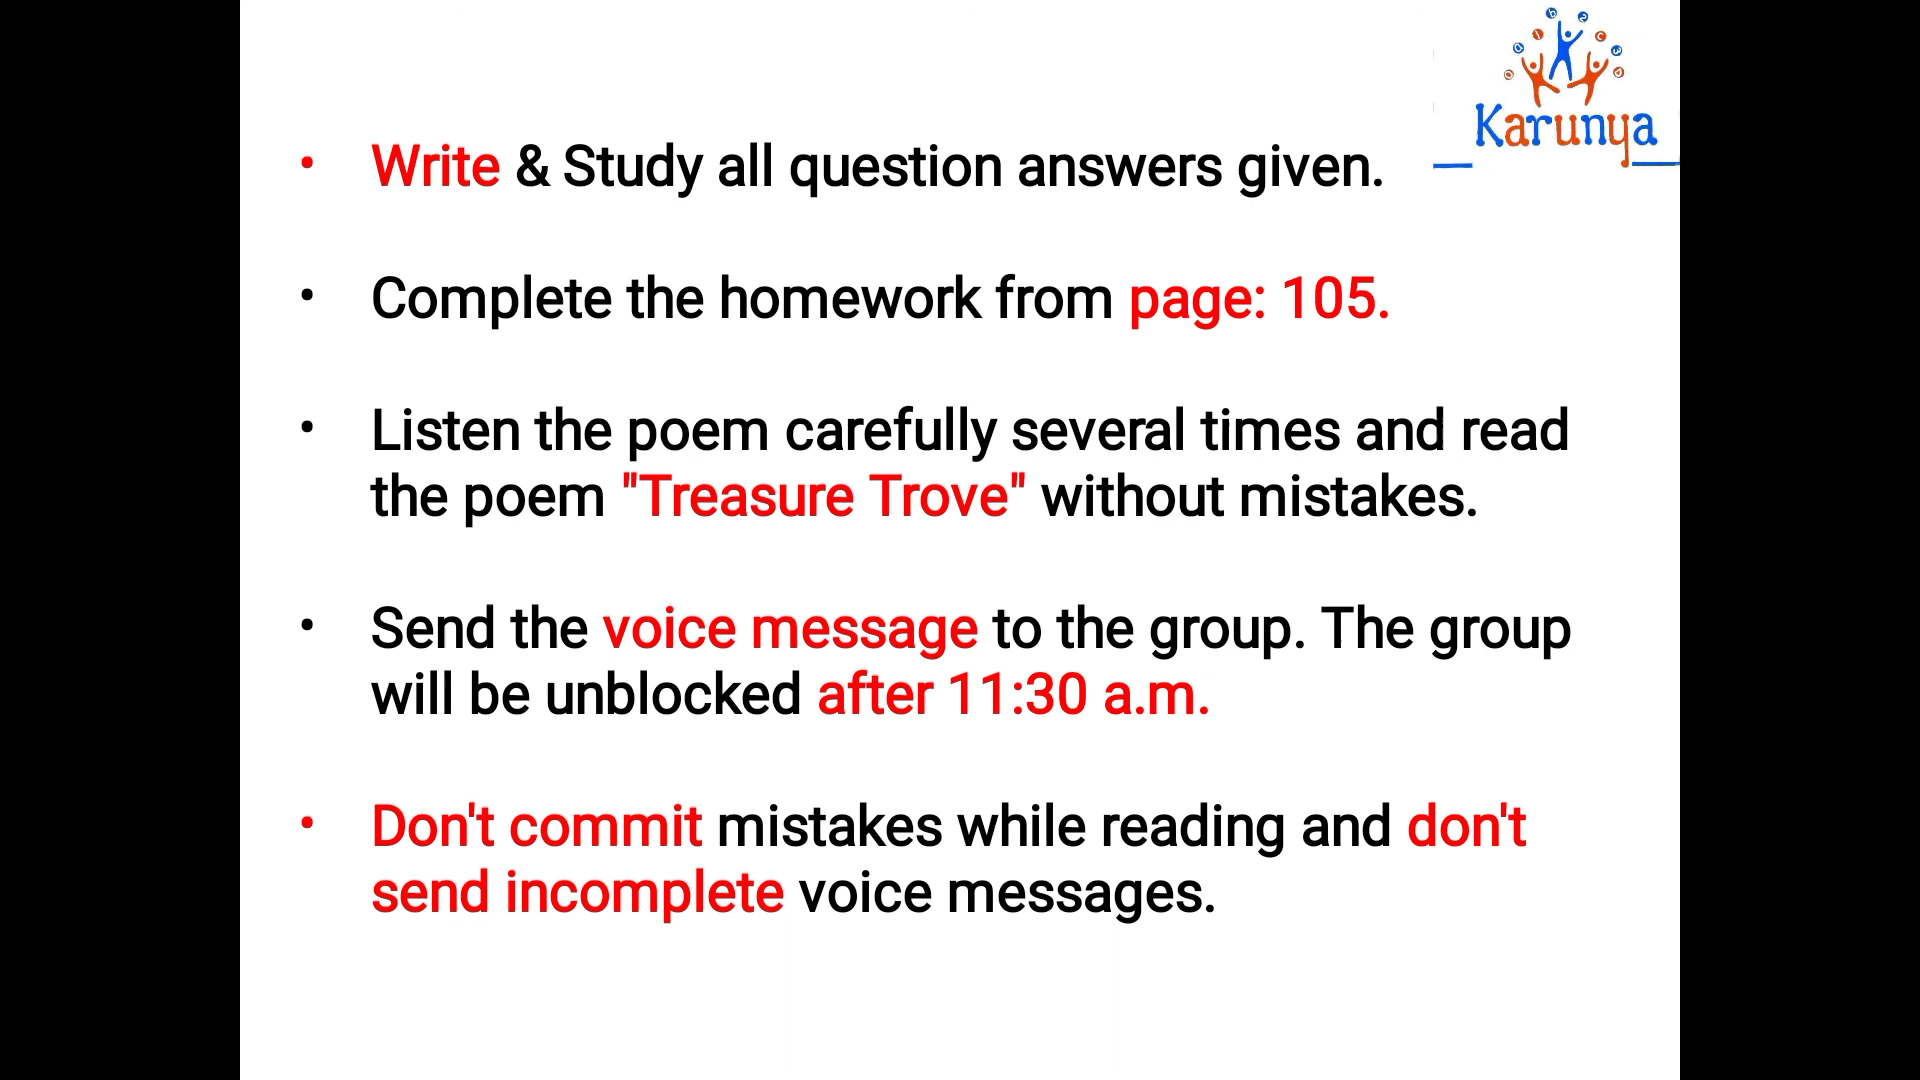 Karunya
• Write & Study all question answers given.
• Complete the homework from page: 105.
• Listen the poem carefully several times and read
the poem "Treasure Trove" without mistakes.
• Send the voice message to the group. The group
will be unblocked after 11:30 a.m.
• Don't commit mistakes while reading and don't
send incomplete voice messages.